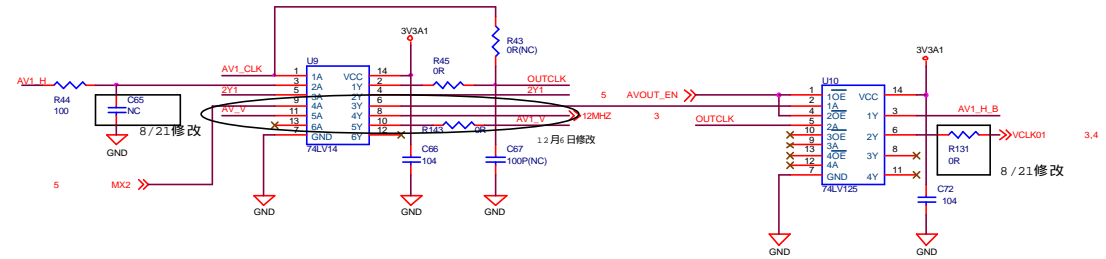 R43
0R(NC)
3V3A1
3V3A1
U9
R45
0R
U10
AV1_CLK
1 1A VCC 14
AV1_H
3 2A 1Y 2
OUTCLK
2Y1
5 3A 2Y 4
2Y1
9 4A 3Y 6
AV_V
11 5A 4Y 8
12MHZ
13 6A 5Y 10
AV1_V
7 GND 6Y 12
74LV14
R44
100
C65
NC
8/21修改
GND
R143
0R
12月6日修改
5 AVOUT_EN
3
OUTCLK
1 1OE VCC 14
2 1A
4 2OE 1Y 3
AV1_H_B
5 2A
10 3OE 2Y 6
9 3A
13 4OE 3Y 8
12 4A
7 GND 4Y 11
74LV125
VCLK01
3,4
R131
0R
8/21修改
C66
104
C67
100P(NC)
5 MX2
C72
104
GND
GND
GND
GND
GND